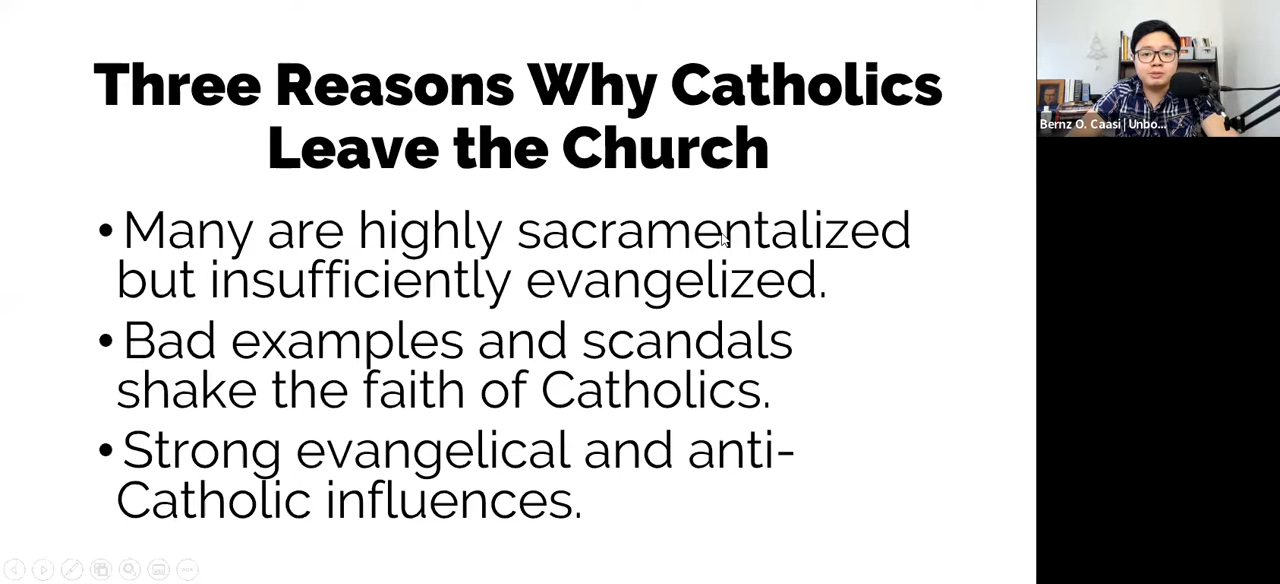 Three Reasons Why Catholics
Leave the Church
•Many are highly sacramentalized
but insufficiently evangelized.
•Bad examples and scandals
shake the faith of Catholics.
•Strong evangelical and anti-
Catholic influences.
Bernz O. Caasi | Unbo...